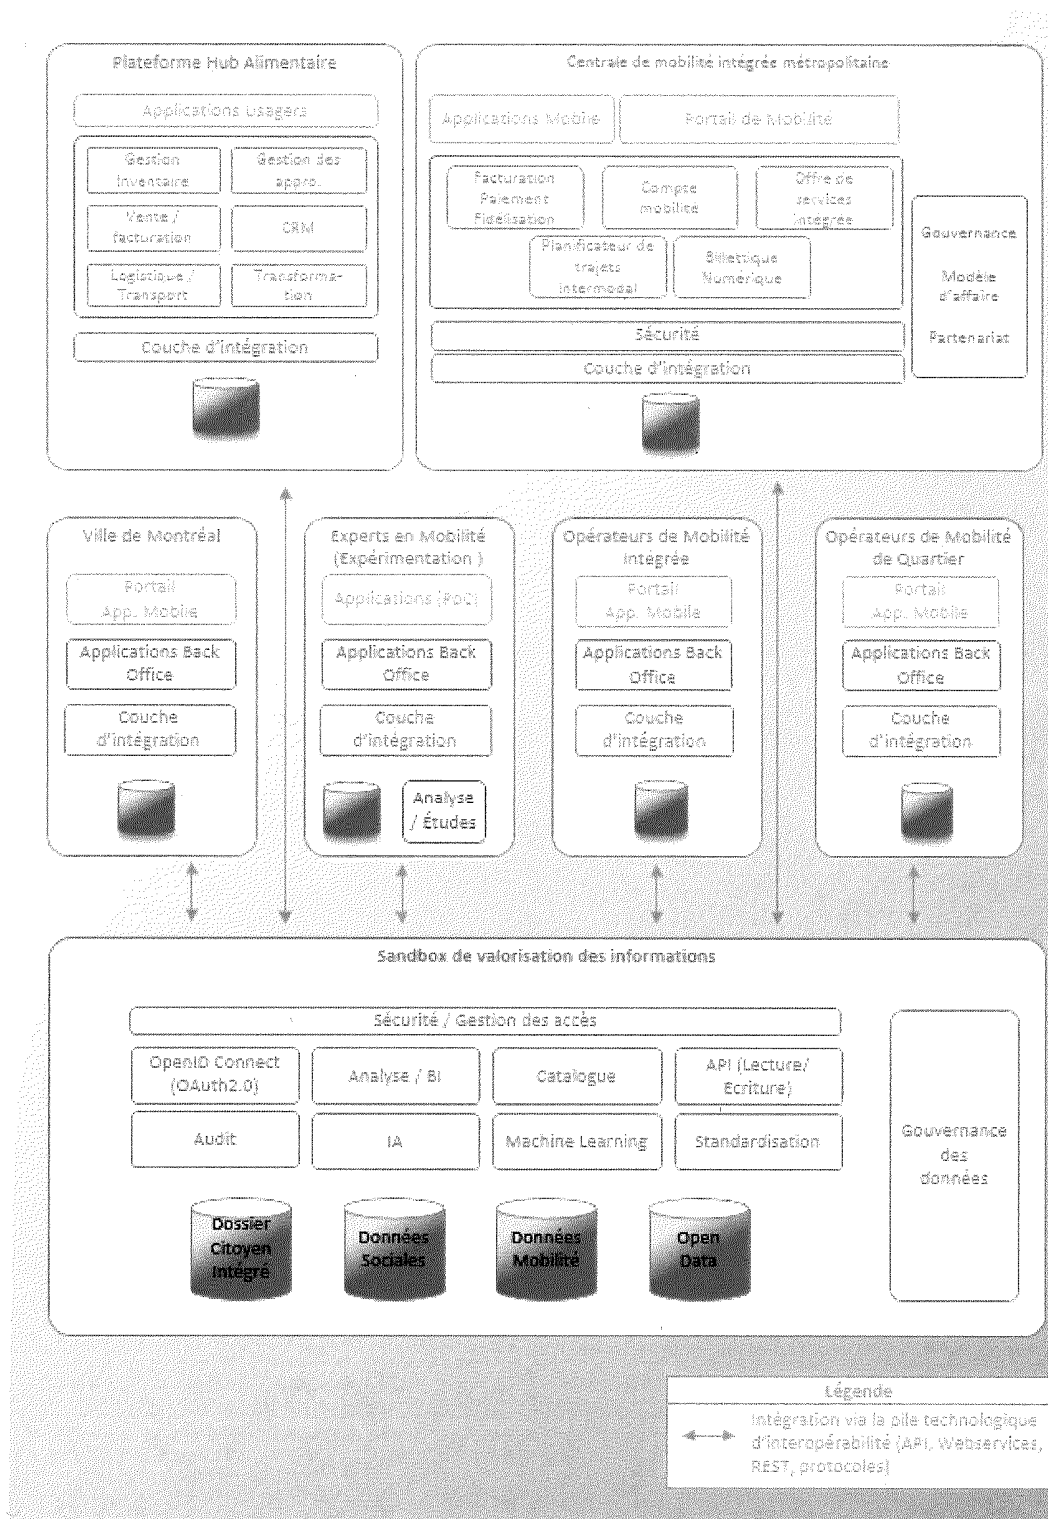 Plateforme Hub Alimentaire
Applications Usagers
Gestion
Inventaire
Gestion des
appro.
Vente /
facturation
CRM
Logistique /
Transport
Transforma-
tion
Couche d'intégration
Centrale de mobilité intégrée métropolitaine
Applications Mobile
Portail de Mobilité
Facturation
Paiement
Fidélisation
Compte
mobilité
Offre de
services
intégrée
Planificateur de
trajets
intermodal
Billettique
Numérique
Sécurité
Couche d'intégration
Gouvernance
Modèle
d'affaire
Partenariat
Ville de Montréal
Portail
App. Mobile
Applications Back
Office
Couche
d'intégration
Experts en Mobilité
(Expérimentation )
Applications (PoC)
Applications Back
Office
Couche
d'intégration
Analyse
/ Études
Opérateurs de Mobilité
Intégrée
Portail
App. Mobile
Applications Back
Office
Couche
d'intégration
Opérateurs de Mobilité
de Quartier
Portail
App. Mobile
Applications Back
Office
Couche
d'intégration
Sandbox de valorisation des informations
Sécurité / Gestion des accès
OpenID Connect
(OAuth2.0)
Analyse / BI
Catalogue
API (Lecture/
Ecriture)
Audit
IA
Machine Learning
Standardisation
Gouvernance
des
données
Dossier
Citoyen
Intégré
Données
Sociales
Données
Mobilité
Open
Data
Légende
Intégration via la pile technologique
d'interopérabilité (API, Webservices,
REST, protocoles)